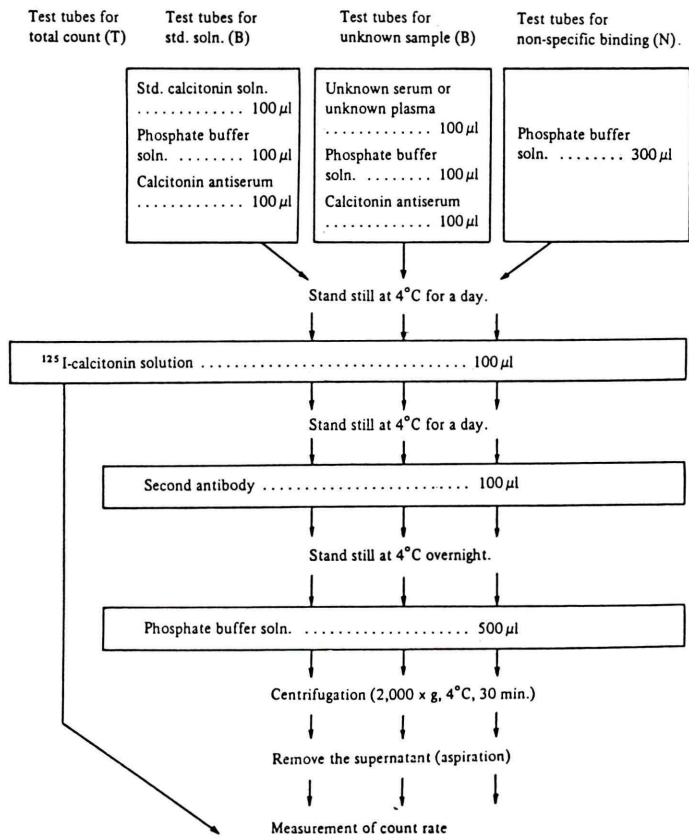 Test tubes for
total count (T)
Test tubes for
std. soln. (B)
Test tubes for
unknown sample (B)
Test tubes for
non-specific binding (N).
Std. calcitonin soln.
............. 100 μl
Phosphate buffer
soln. ........ 100 μl
Calcitonin antiserum
............. 100 μl
Unknown serum or
unknown plasma
............. 100 μl
Phosphate buffer
soln. ........ 100 μl
Calcitonin antiserum
............. 100 μl
Phosphate buffer
soln. ........ 300 μl
Stand still at 4°C for a day.
¹²⁵I-calcitonin solution ................................ 100 μl
Stand still at 4°C for a day.
Second antibody ......................... 100 μl
Stand still at 4°C overnight.
Phosphate buffer soln. ..................... 500 μl
Centrifugation (2,000 x g, 4°C, 30 min.)
Remove the supernatant (aspiration)
Measurement of count rate